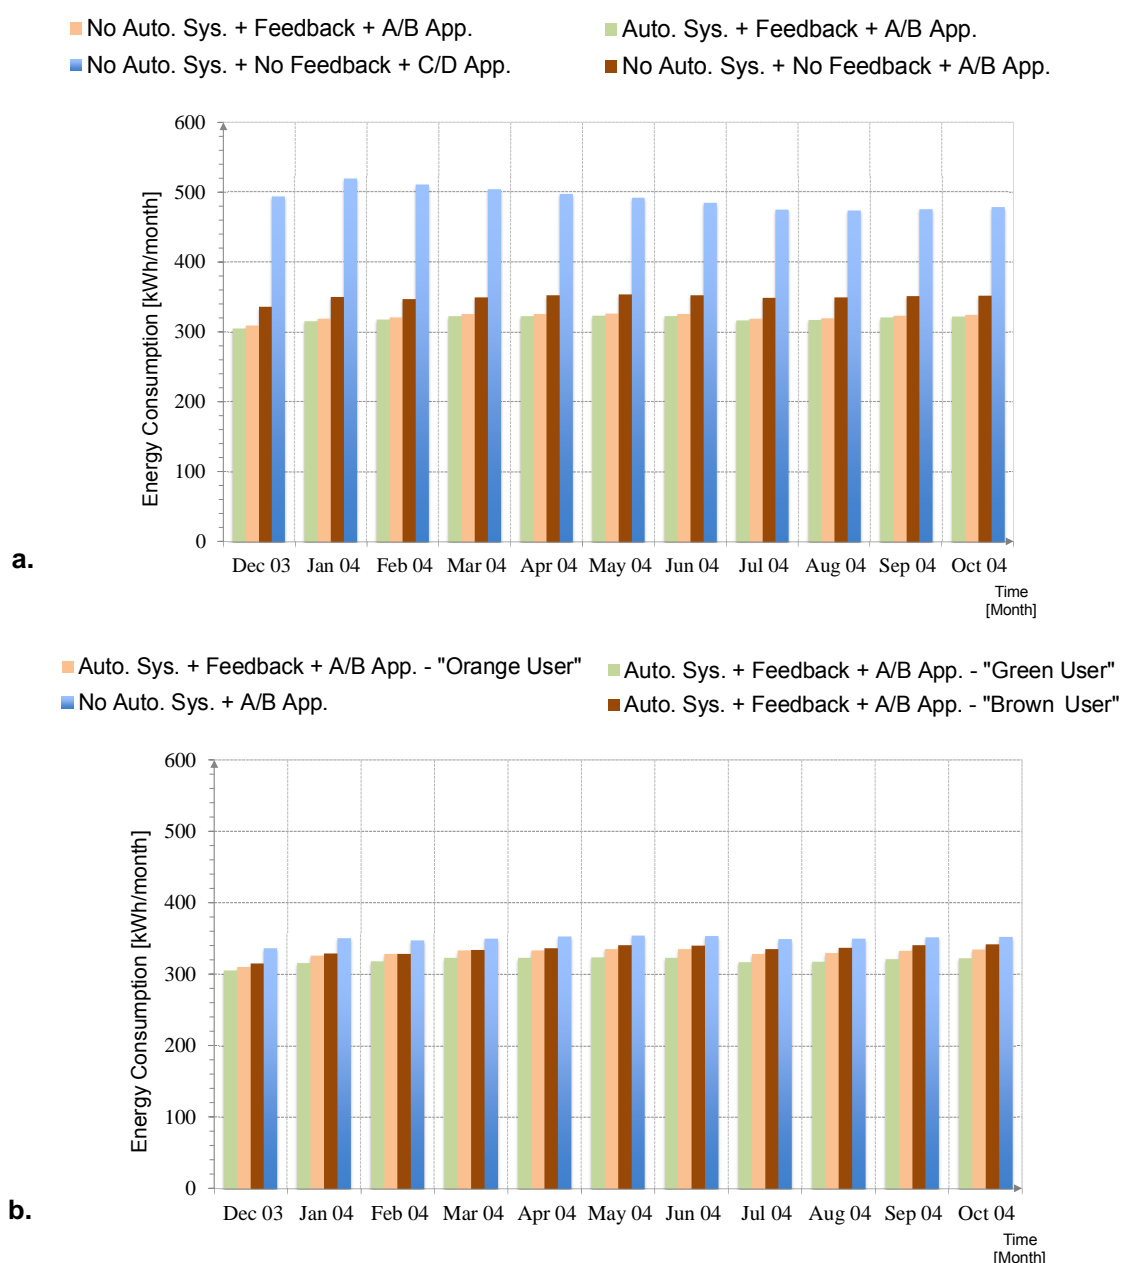 No Auto. Sys. + Feedback + A/B App.
Auto. Sys. + Feedback + A/B App.
No Auto. Sys. + No Feedback + C/D App.
No Auto. Sys. + No Feedback + A/B App.
Energy Consumption [kWh/month]
600
500
400
300
200
100
0
Dec 03 Jan 04 Feb 04 Mar 04 Apr 04 May 04 Jun 04 Jul 04 Aug 04 Sep 04 Oct 04
Time
[Month]
a.
Auto. Sys. + Feedback + A/B App. - "Orange User"
Auto. Sys. + Feedback + A/B App. - "Green User"
No Auto. Sys. + A/B App.
Auto. Sys. + Feedback + A/B App. - "Brown User"
Energy Consumption [kWh/month]
600
500
400
300
200
100
0
Dec 03 Jan 04 Feb 04 Mar 04 Apr 04 May 04 Jun 04 Jul 04 Aug 04 Sep 04 Oct 04
Time
[Month]
b.